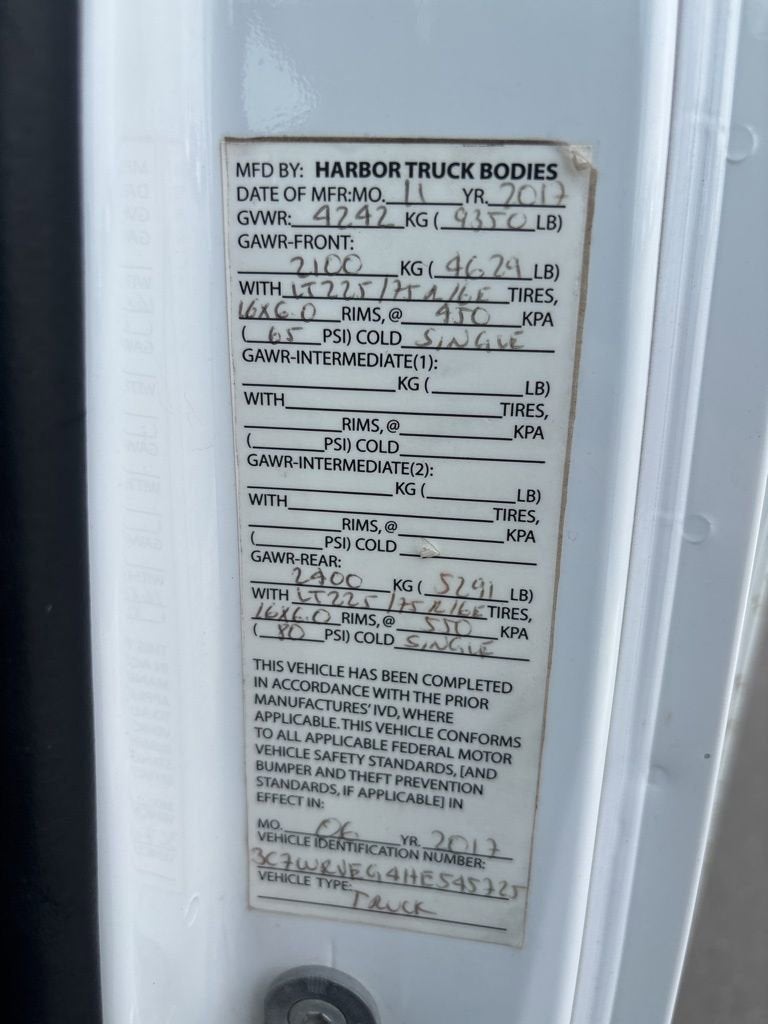 MFD BY: HARBOR TRUCK BODIES
DATE OF MFR:MO. 11 YR. 2017
GVWR: 4242 KG ( 9350 LB)
GAWR-FRONT:
2100 KG ( 4629 LB)
WITH LT225/75R/16E TIRES,
16X6.0 RIMS, @ 450 KPA
( 65 PSI) COLD SINGLE
GAWR-INTERMEDIATE(1):
KG ( LB)
WITH TIRES,
RIMS, @ KPA
( PSI) COLD
GAWR-INTERMEDIATE(2):
KG ( LB)
WITH TIRES,
RIMS, @ KPA
( PSI) COLD
GAWR-REAR:
2400 KG ( 5291 LB)
WITH LT225/75R/16E TIRES,
16X6.0 RIMS, @ 550 KPA
( 80 PSI) COLD SINGLE
THIS VEHICLE HAS BEEN COMPLETED
IN ACCORDANCE WITH THE PRIOR
MANUFACTURES' IVD, WHERE
APPLICABLE. THIS VEHICLE CONFORMS
TO ALL APPLICABLE FEDERAL MOTOR
VEHICLE SAFETY STANDARDS, [AND
BUMPER AND THEFT PREVENTION
STANDARDS, IF APPLICABLE] IN
EFFECT IN:
MO. 06 YR. 2017
VEHICLE IDENTIFICATION NUMBER:
3C7WRVEG4HE545725
VEHICLE TYPE:
TRUCK